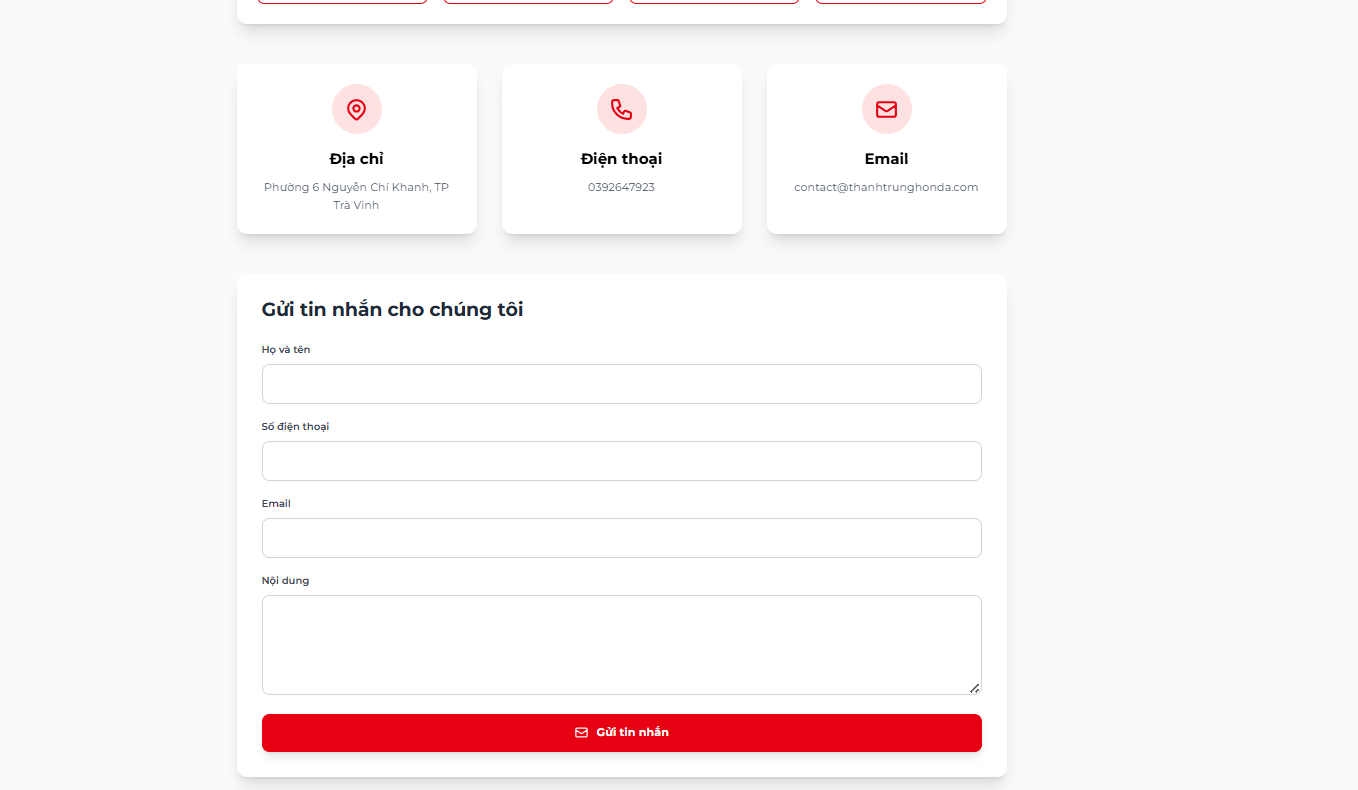 Địa chỉ
Phường 6 Nguyễn Chí Khanh, TP
Trà Vinh
Điện thoại
0392647923
Email
contact@thanhtrunghonda.com
Gửi tin nhắn cho chúng tôi
Họ và tên
Số điện thoại
Email
Nội dung
Gửi tin nhắn